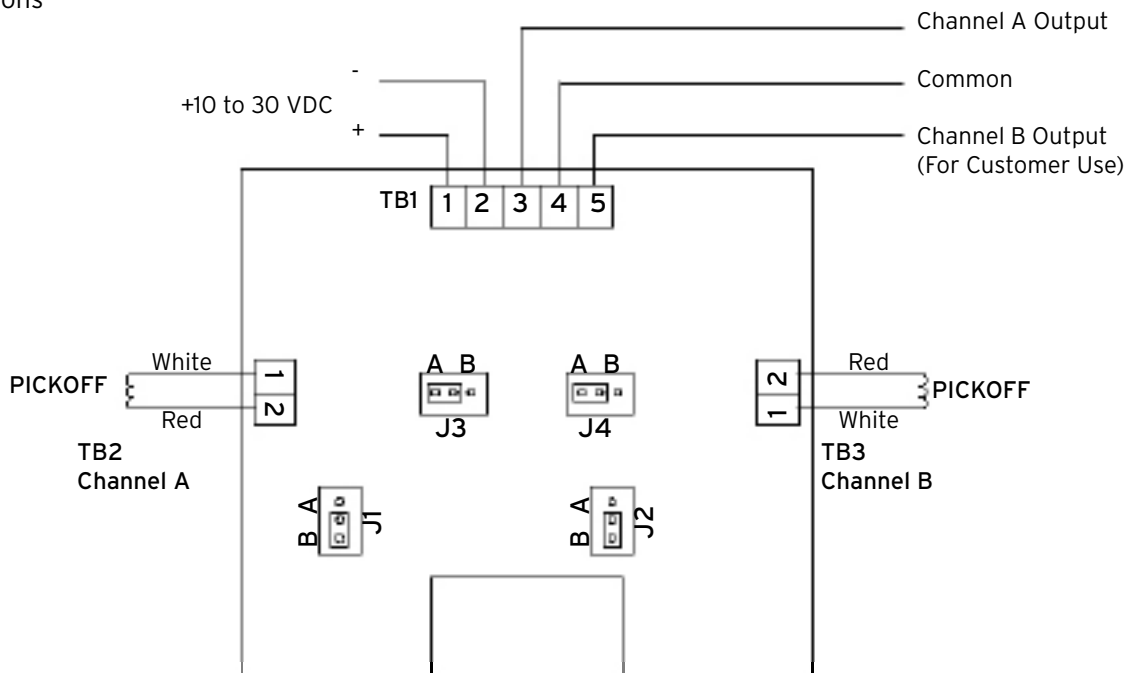 ons
Channel A Output
-
Common
+10 to 30 VDC
+
Channel B Output
(For Customer Use)
TB1 1 2 3 4 5
White
PICKOFF
Red
1
2
TB2
Channel A
A B
J3
A B
J4
2
1
Red
PICKOFF
White
TB3
Channel B
A
B
J1
A
B
J2